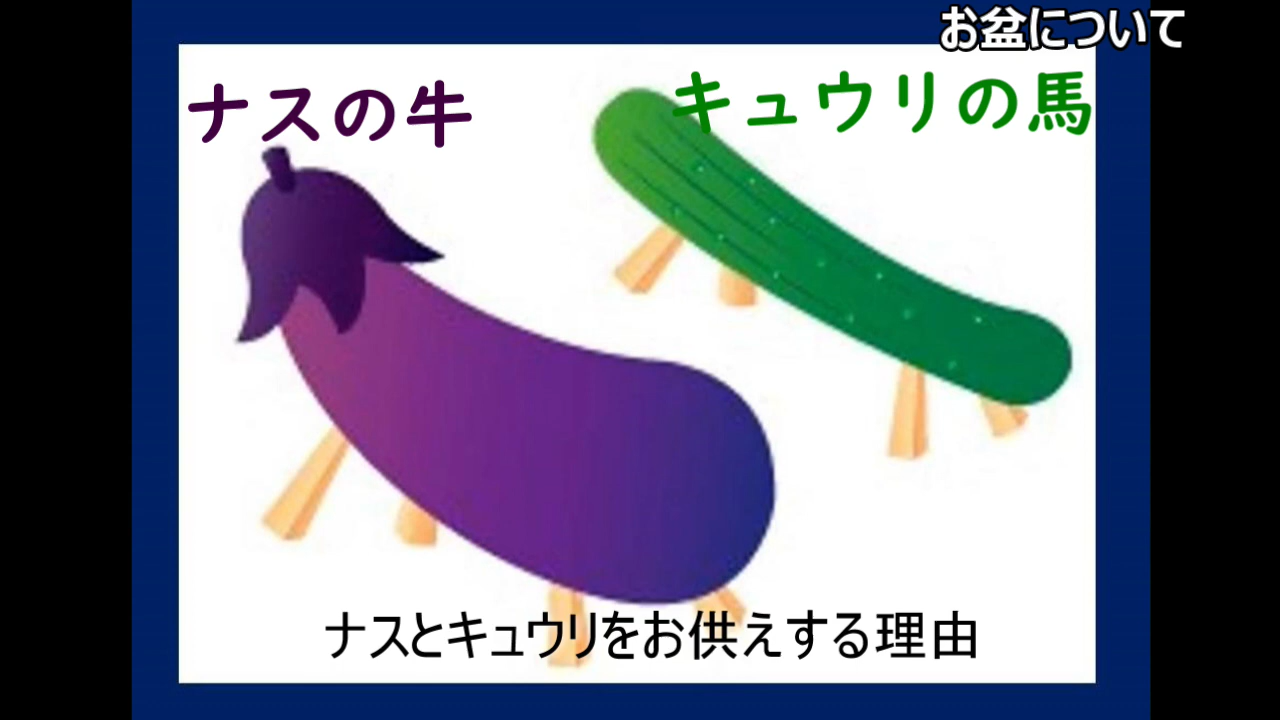 お盆について
ナスの牛
キュウリの馬
ナスとキュウリをお供えする理由